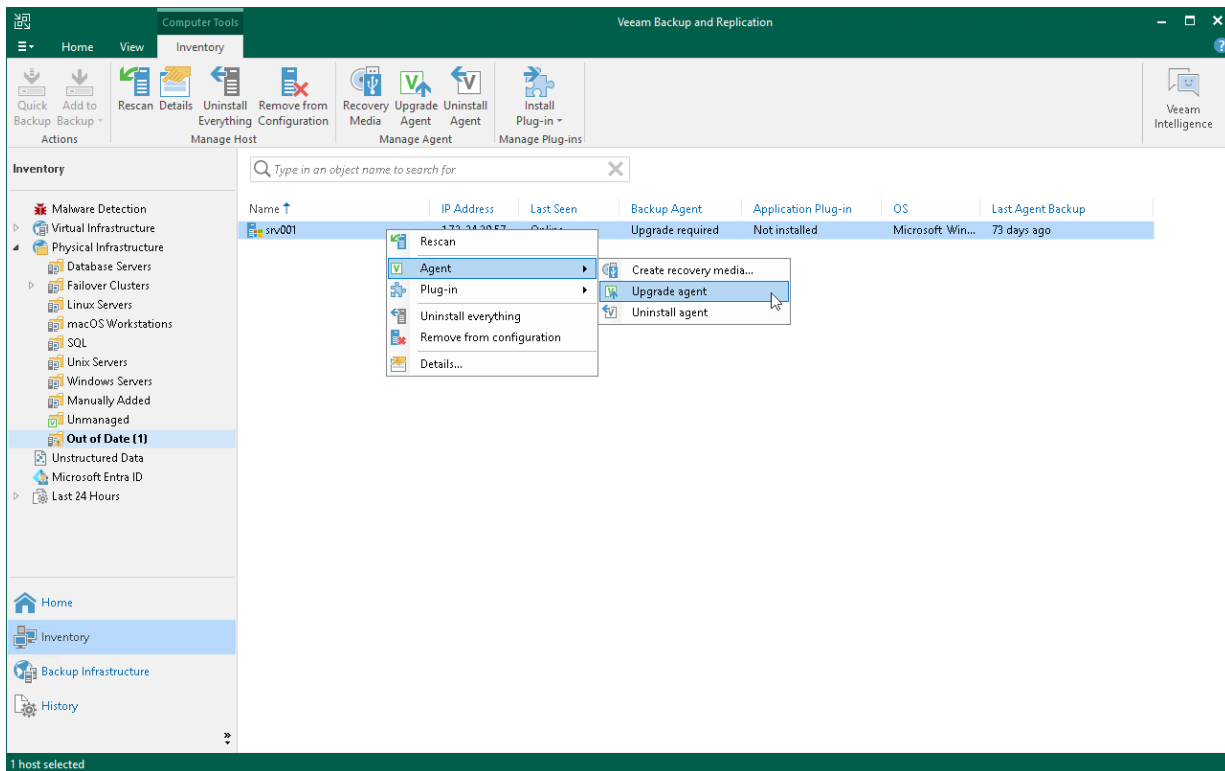 Computer Tools
Veeam Backup and Replication
Home
View
Inventory
Quick Backup
Add to Backup
Rescan
Details
Uninstall Everything
Remove from Configuration
Recovery Media
Upgrade Agent
Uninstall Agent
Install Plug-in
Veeam Intelligence
Actions
Manage Host
Manage Agent
Manage Plug-ins
Inventory
Type in an object name to search for
Malware Detection
Virtual Infrastructure
Physical Infrastructure
Database Servers
Failover Clusters
Linux Servers
macOS Workstations
SQL
Unix Servers
Windows Servers
Manually Added
Unmanaged
Out of Date (1)
Unstructured Data
Microsoft Entra ID
Last 24 Hours
Name
IP Address
Last Seen
Backup Agent
Application Plug-in
OS
Last Agent Backup
srv001
Online
Upgrade required
Not installed
Microsoft Win...
73 days ago
Rescan
Agent
Plug-in
Uninstall everything
Remove from configuration
Details...
Create recovery media...
Upgrade agent
Uninstall agent
Home
Inventory
Backup Infrastructure
History
1 host selected